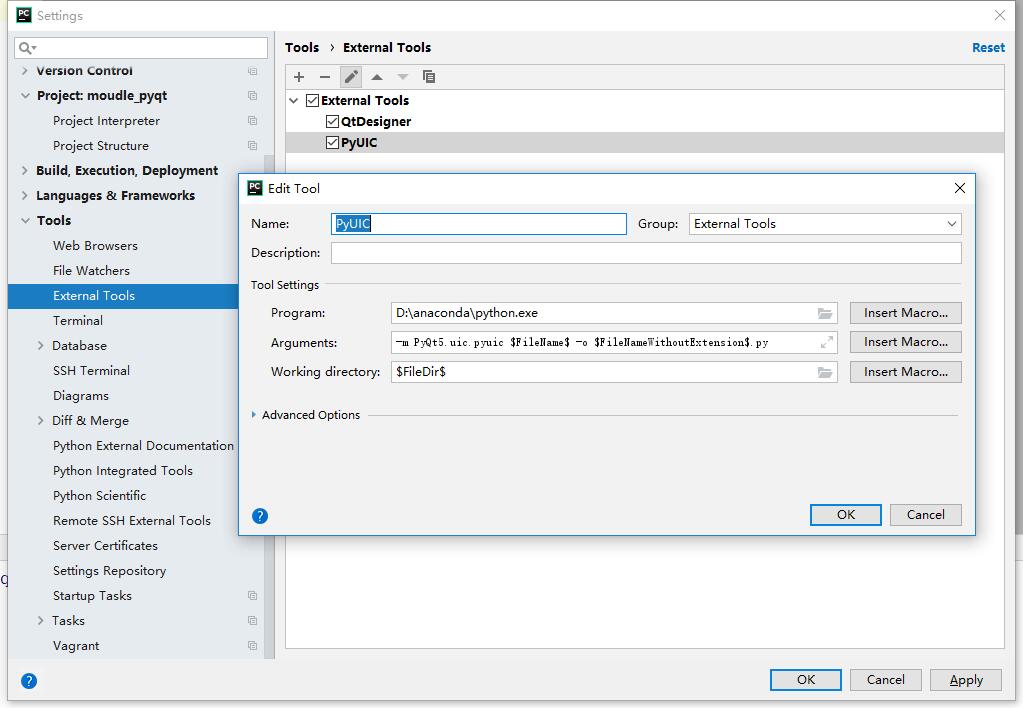 Settings
Tools › External Tools
Reset
Version Control
Project: moudle_pyqt
Project Interpreter
Project Structure
Build, Execution, Deployment
Languages & Frameworks
Tools
Web Browsers
File Watchers
External Tools
Terminal
Database
SSH Terminal
Diagrams
Diff & Merge
Python External Documentation
Python Integrated Tools
Python Scientific
Remote SSH External Tools
Server Certificates
Settings Repository
Startup Tasks
Tasks
Vagrant
External Tools
QtDesigner
PyUIC
PC Edit Tool
Name: PyUIC Group: External Tools
Description:
Tool Settings
Program: D:\anaconda\python.exe Insert Macro...
Arguments: -m PyQt5.uic.pyuic $FileName$ -o $FileNameWithoutExtension$.py Insert Macro...
Working directory: $FileDir$ Insert Macro...
Advanced Options
? OK Cancel
? OK Cancel Apply